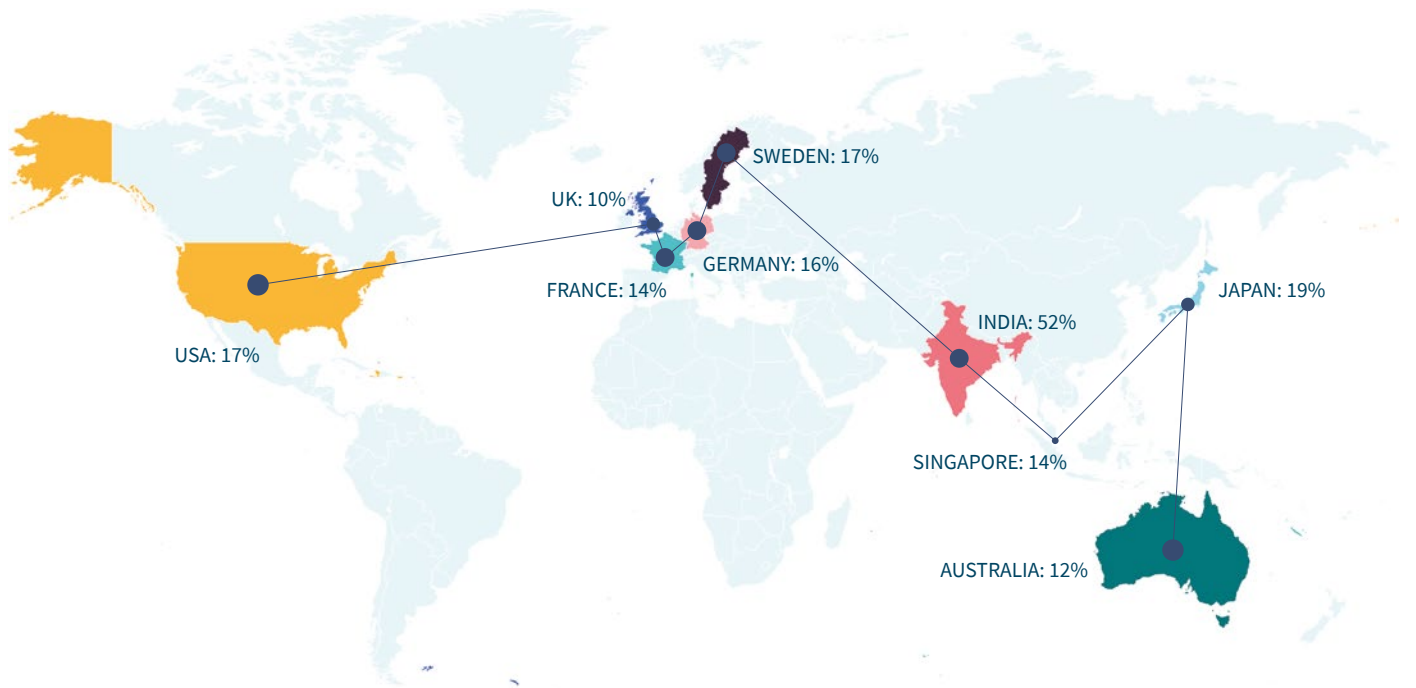 SWEDEN: 17%
UK: 10%
GERMANY: 16%
FRANCE: 14%
JAPAN: 19%
INDIA: 52%
USA: 17%
SINGAPORE: 14%
AUSTRALIA: 12%